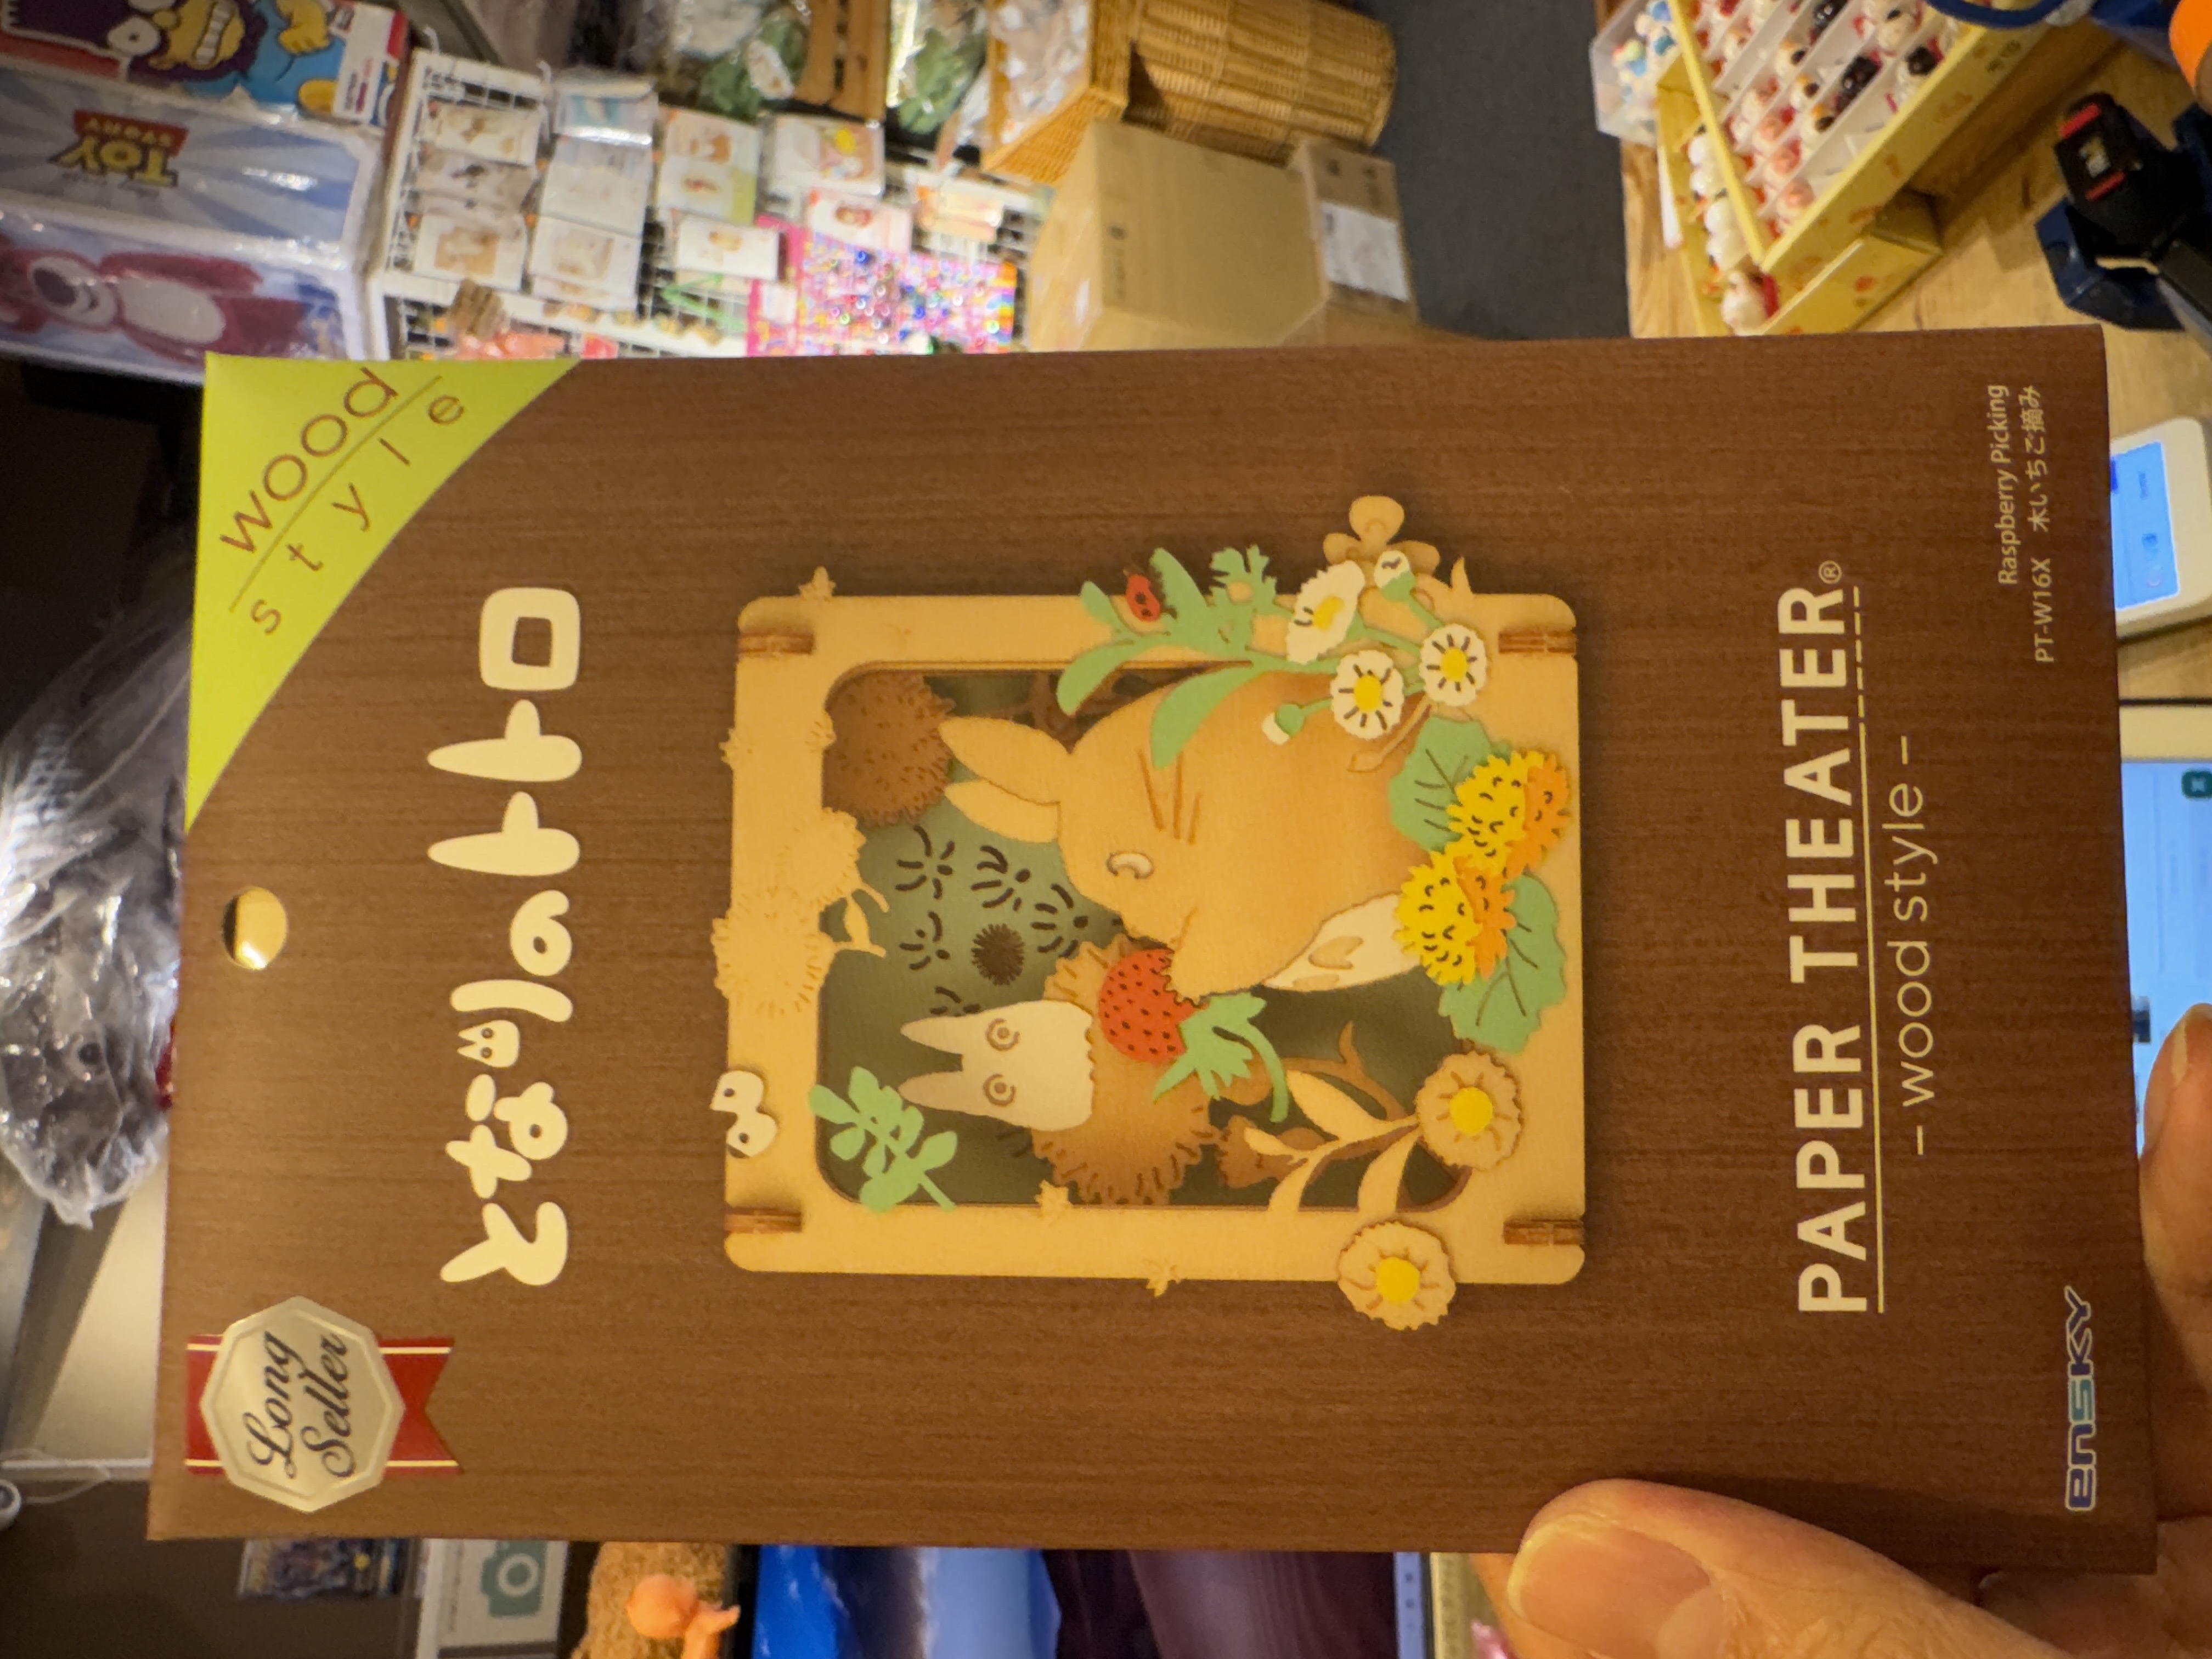 Long
Seller
wood
style
となりのトトロ
PAPER THEATER®
– wood style –
Raspberry Picking
PT-W16X 木いちご摘み
ensky
TOY
STORY